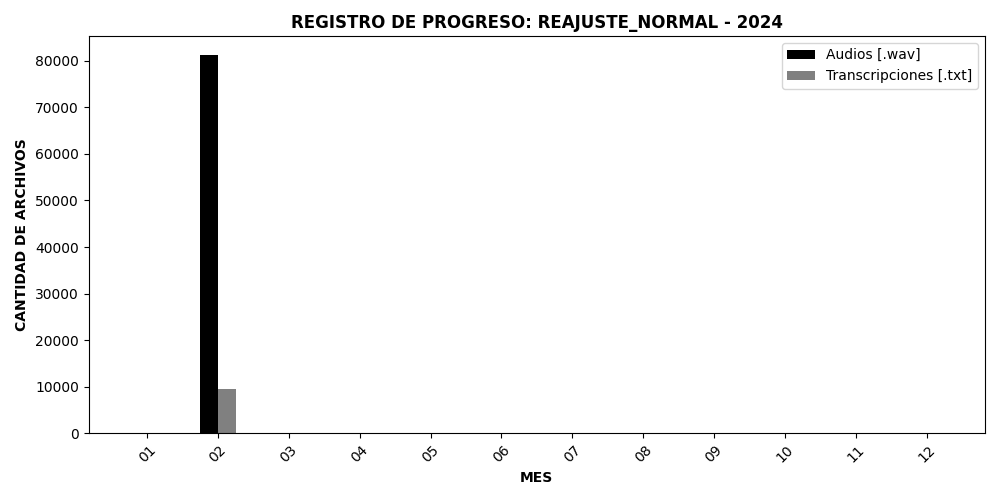 REGISTRO DE PROGRESO: REAJUSTE_NORMAL - 2024
Audios [.wav]
Transcripciones [.txt]
CANTIDAD DE ARCHIVOS
80000
70000
60000
50000
40000
30000
20000
10000
0
01 02 03 04 05 06 07 08 09 10 11 12
MES